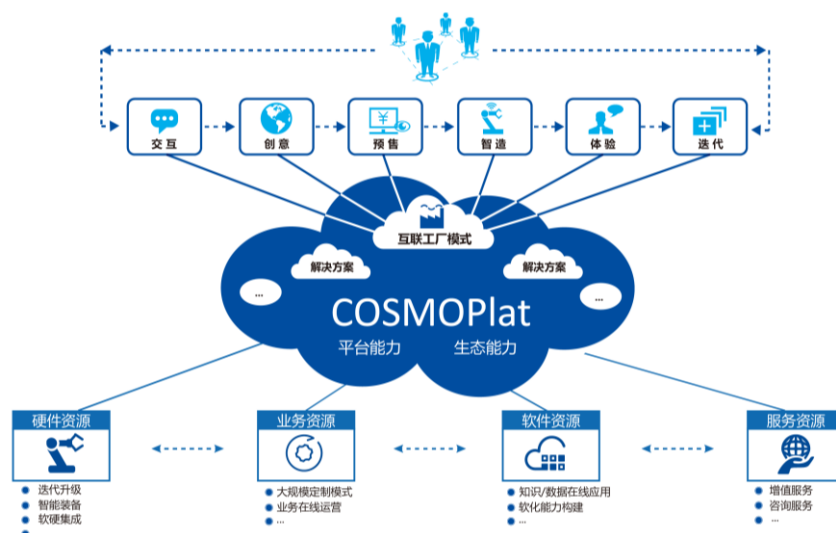 交互
创意
预售
智造
体验
迭代
¥
互联工厂模式
解决方案
解决方案
...
...
COSMOPlat
平台能力
生态能力
硬件资源
迭代升级
智能装备
软硬集成
业务资源
大规模定制模式
业务在线运营
...
软件资源
知识/数据在线应用
软化能力构建
...
服务资源
增值服务
咨询服务
...